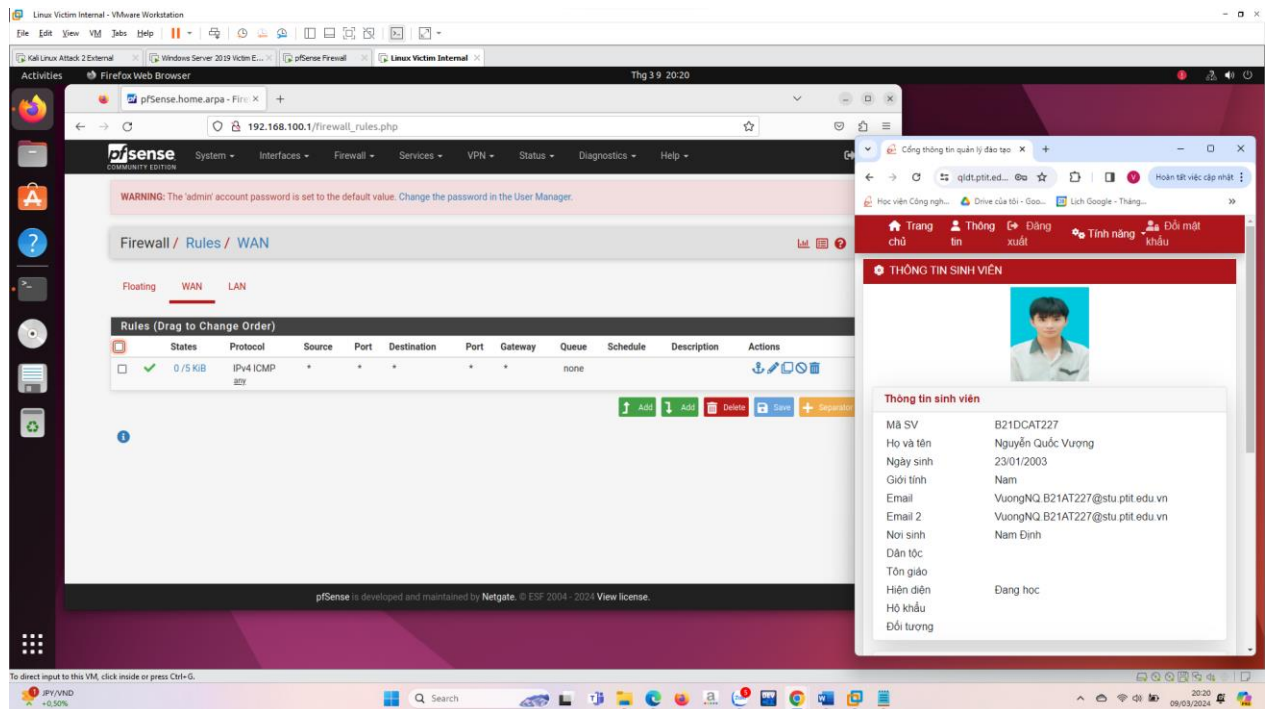 Linux Victim Internal - VMware Workstation
File Edit View VM Tabs Help
Kali Linux Attack 2 External
Windows Server 2019 Victim E...
pfSense Firewall
Linux Victim Internal
Activities
Firefox Web Browser
Thg 3 9 20:20
pfSense.home.arpa - Fire
192.168.100.1/firewall_rules.php
pfsense
COMMUNITY EDITION
System
Interfaces
Firewall
Services
VPN
Status
Diagnostics
Help
WARNING: The 'admin' account password is set to the default value. Change the password in the User Manager.
Firewall / Rules / WAN
Floating WAN LAN
Rules (Drag to Change Order)
States Protocol Source Port Destination Port Gateway Queue Schedule Description Actions
0 /5 KiB IPv4 ICMP * * * * * none
any
Add Add Delete Save Separator
pfSense is developed and maintained by Netgate. © ESF 2004 - 2024 View license.
Cổng thông tin quản lý đào tạo
qldt.ptit.ed...
Hoàn tất việc cập nhật
Học viện Công ngh...
Drive của tôi - Goo...
Lịch Google - Tháng...
Trang chủ
Thông tin
Đăng xuất
Tính năng
Đổi mật khẩu
THÔNG TIN SINH VIÊN
Thông tin sinh viên
Mã SV B21DCAT227
Họ và tên Nguyễn Quốc Vượng
Ngày sinh 23/01/2003
Giới tính Nam
Email VuongNQ.B21AT227@stu.ptit.edu.vn
Email 2 VuongNQ.B21AT227@stu.ptit.edu.vn
Nơi sinh Nam Định
Dân tộc
Tôn giáo
Hiện diện Đang học
Hộ khẩu
Đối tượng
To direct input to this VM, click inside or press Ctrl+G.
JPY/VND
+0,50%
Search
20:20
09/03/2024